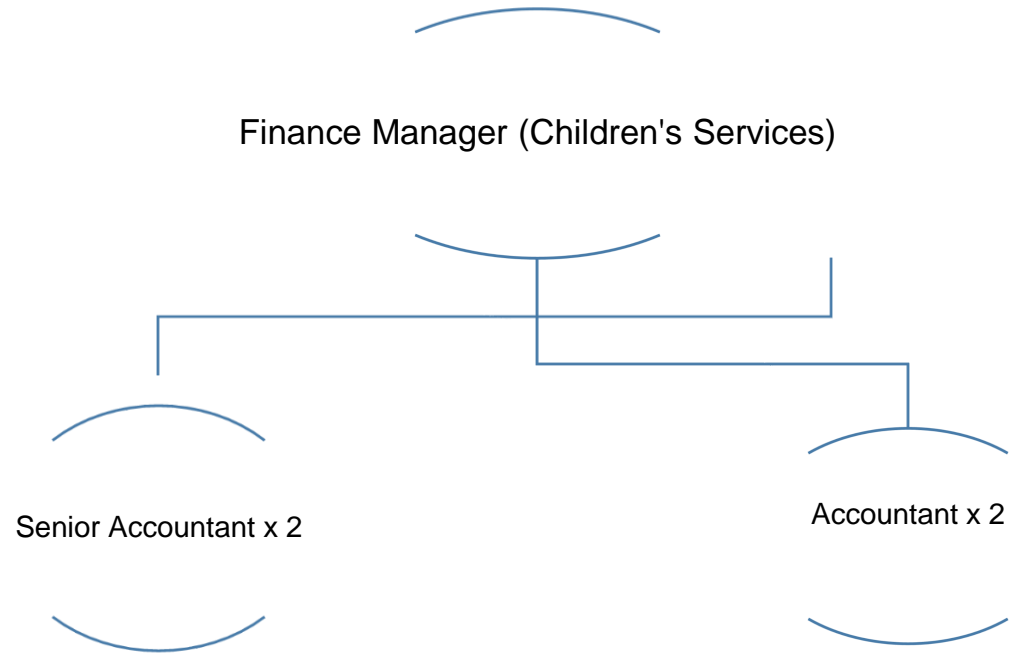 Finance Manager (Children's Services)
Senior Accountant x 2
Accountant x 2